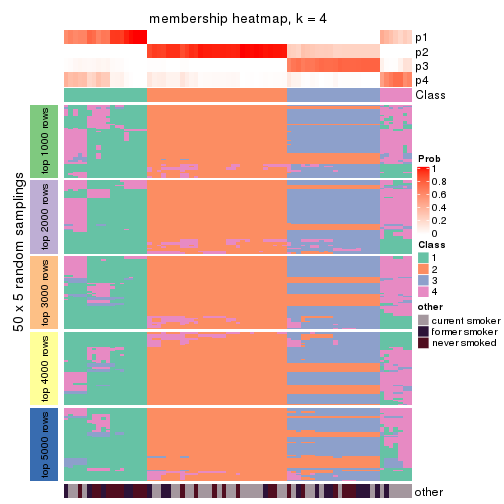 membership heatmap, k = 4
p1
p2
p3
p4
Class
50 x 5 random samplings
top 1000 rows
top 2000 rows
top 3000 rows
top 4000 rows
top 5000 rows
other
Prob
1
0.8
0.6
0.4
0.2
0
Class
1
2
3
4
other
current smoker
former smoker
never smoked